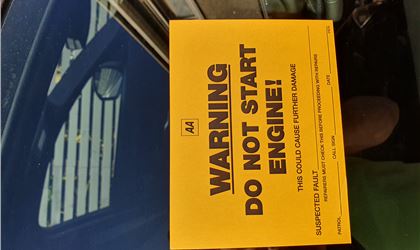 AA
WARNING
DO NOT START
ENGINE!
THIS COULD CAUSE FURTHER DAMAGE
SUSPECTED FAULT
REPAIRERS MUST CHECK THIS BEFORE PROCEEDING WITH REPAIRS
PATROL CALL SIGN DATE